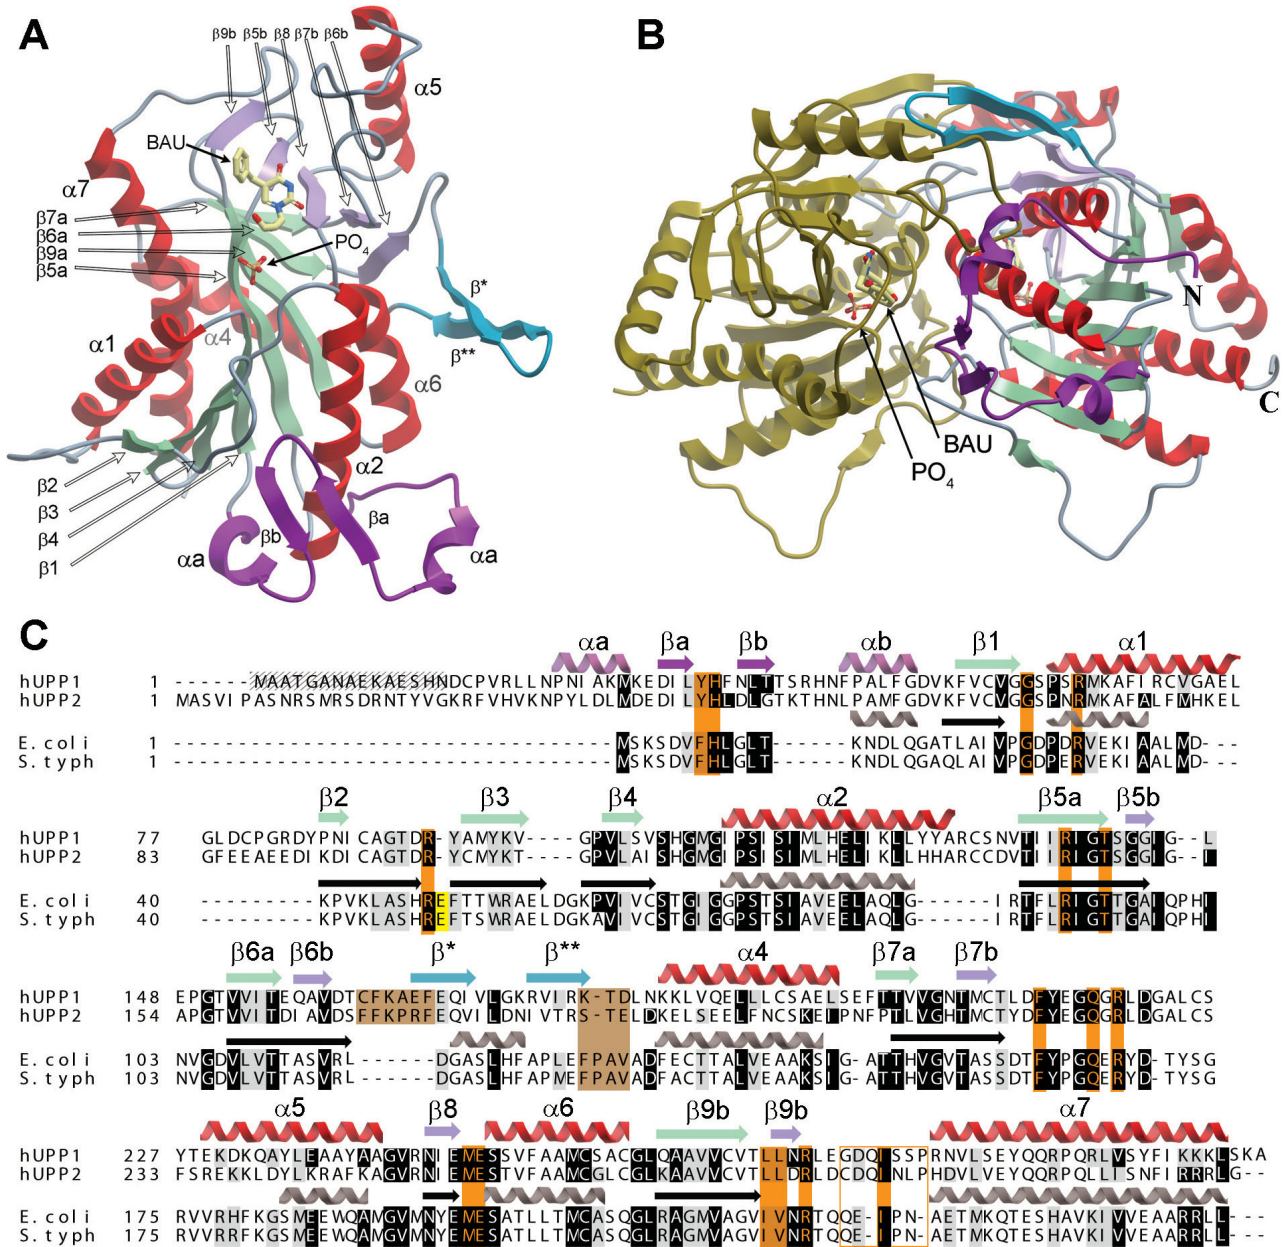 A
β9b β5b β8 β7b β6b
α5
BAU
α7
β7a
β6a
β9a
β5a
PO4
β*
β**
α1
α4
α6
α2
β2
β3
β4
β1
αa
βb
βa
αa
B
N
C
BAU
PO4
C
αa βa βb αb β1 α1
hUPP1 1 ------MAATGANAEKAESHNDCPVRLLNPNIAKMKEDILYHFNLTTSRHNFPALFGDVKFVCVGGSPSRMKAFIRCVGAEL
hUPP2 1 MASVIPASNRSMRSDRNTYVGKRFVHVKNPYLDLMDEDILYHLDLGTKTHNLPAMFGDVKFVCVGGSPNRMKAFALFMHKEL
E.coli 1 -----------------------------------MSKSDVFHLGLT------KNDLQGATLAIVPGDPDRVEKIAALMD---
S.typh 1 -----------------------------------MSKSDVFHLGLT------KNDLQGAQLAIVPGDPERVEKIAALMD---
β2 β3 β4 α2 β5a β5b
hUPP1 77 GLDCPGRDYPNICAGTDR-YAMYKV----GPVLSVSHGMGIPSISIMLHELIKLLYYARCSNVTIIRIGTSGGIG-L
hUPP2 83 GFEEAEEDIKDICAGTDR-YCMYKT----GPVLAISHGMGIPSISIMLHELIKLLHHARCCDVTIIRIGTSGGIG-I
E.coli 40 ---------KPVKLASHREFTTWRAELDGKPVIVCSTGIGGPSTSIAVEELAQLG------IRTFLRIGTTGAIQPHI
S.typh 40 ---------KPVKLASHREFTSWRAELDGKAVIVCSTGIGGPSTSIAVEELAQLG------IRTFLRIGTTGAIQPHI
β6a β6b β* β** α4 β7a β7b
hUPP1 148 EPGTVVITEQAVDTCFKAEFEQIVLGKRVIRK-TDLNKKLVQELLLCSAELSEFTTVVGNTMCTLDFYEGQGRLDGALCS
hUPP2 154 APGTVVITDIAVDSFFKPRFEQVILDNIVTRS-TELDKELSEELFNCSKEIPNFPTLVGHTMCTYDFYEGQGRLDGALCS
E.coli 103 NVGDVLVTTASVRL------DGASLHFAPLEFPAVADFECTTALVEAAKSIG-ATTHVGVTASSDTFYPGQERYD-TYSG
S.typh 103 NVGDVLVTTASVRL------DGASLHFAPMEFPAVADFACTTALVEAAKSIG-ATTHVGVTASSDTFYPGQERYD-TYSG
α5 β8 α6 β9b β9b α7
hUPP1 227 YTEKDKQAYLEAAYAAGVRNIEMESSVFAAMCSACGLQAAVVCVTLLNRLEGDQISSPRNVLSEYQQRPQRLVSYFIKKKLSKA
hUPP2 233 FSREKKLDYLKRAFKAGVRNIEMESTVFAAMCGLCGLKAAVVCVTLLDRLDCDQINLPHDVLVEYQQRPQLLISNFIRRRLG--
E.coli 175 RVVRHFKGSMEEWQAMGVMNYEMESATLLTMCASQGLRAGMVAGVIVNRTQQE-IPN-AETMKQTESHAVKIVVEAARRLL---
S.typh 175 RVVRRFKGSMEEWQAMGVMNYEMESATLLTMCASQGLRAGMVAGVIVNRTQQE-IPN-AETMKQTESHAVKIVVEAARRLL---